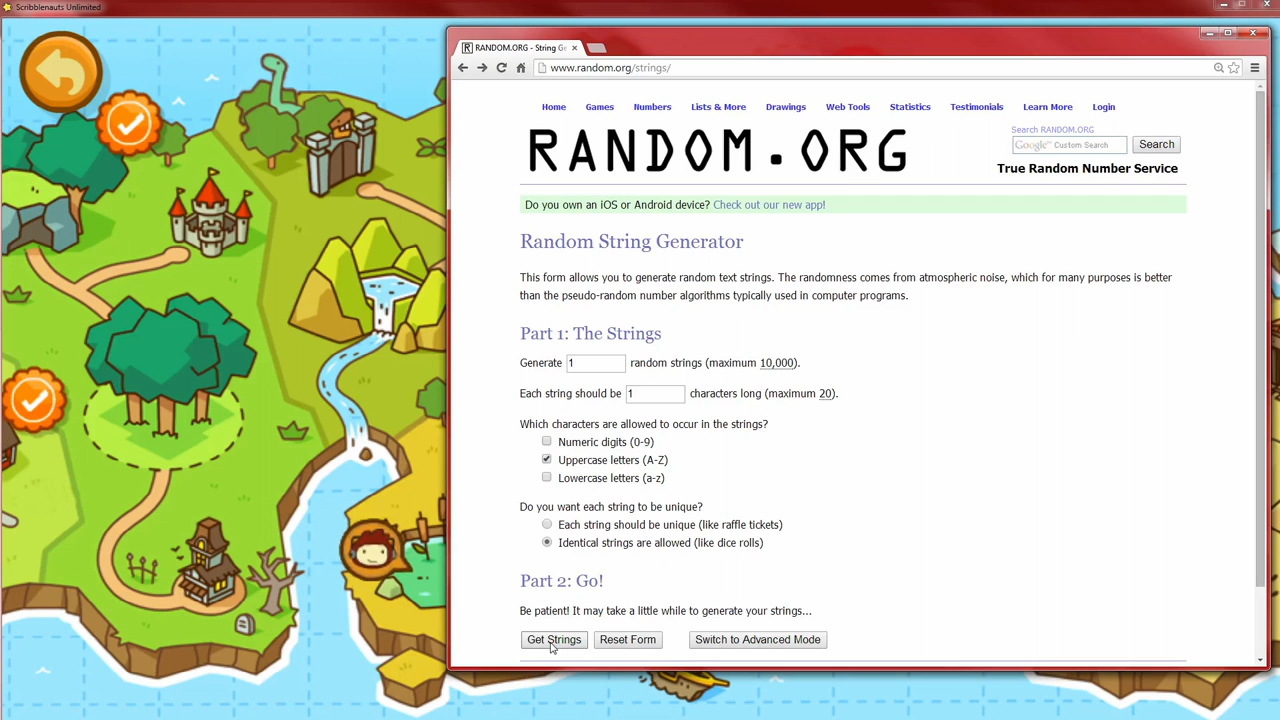 Scribblenauts Unlimited
RANDOM.ORG - String Ge
www.random.org/strings/
Home Games Numbers Lists & More Drawings Web Tools Statistics Testimonials Learn More Login
RANDOM.ORG
Search RANDOM.ORG
Google™ Custom Search Search
True Random Number Service
Do you own an iOS or Android device? Check out our new app!
Random String Generator
This form allows you to generate random text strings. The randomness comes from atmospheric noise, which for many purposes is better
than the pseudo-random number algorithms typically used in computer programs.
Part 1: The Strings
Generate 1 random strings (maximum 10,000).
Each string should be 1 characters long (maximum 20).
Which characters are allowed to occur in the strings?
Numeric digits (0-9)
Uppercase letters (A-Z)
Lowercase letters (a-z)
Do you want each string to be unique?
Each string should be unique (like raffle tickets)
Identical strings are allowed (like dice rolls)
Part 2: Go!
Be patient! It may take a little while to generate your strings...
Get Strings Reset Form Switch to Advanced Mode